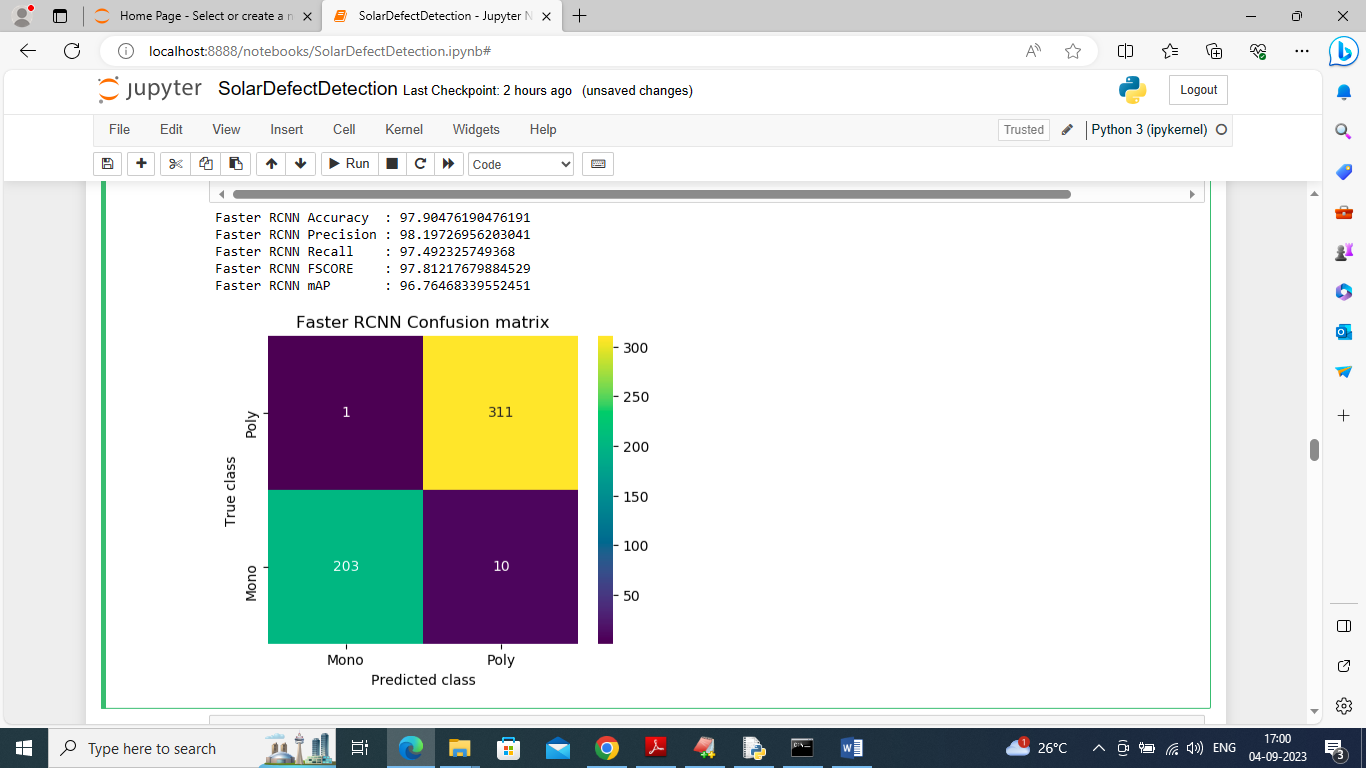 Home Page - Select or create a n
SolarDefectDetection - Jupyter N
localhost:8888/notebooks/SolarDefectDetection.ipynb#
jupyter SolarDefectDetection Last Checkpoint: 2 hours ago (unsaved changes)
Logout
File Edit View Insert Cell Kernel Widgets Help
Trusted
Python 3 (ipykernel)
Run
Code
Faster RCNN Accuracy : 97.90476190476191
Faster RCNN Precision : 98.19726956203041
Faster RCNN Recall : 97.492325749368
Faster RCNN FSCORE : 97.81217679884529
Faster RCNN mAP : 96.76468339552451
Faster RCNN Confusion matrix
True class
Poly
Mono
1 311
203 10
Mono Poly
Predicted class
300
250
200
150
100
50
Type here to search
1
26°C
ENG
17:00
04-09-2023
3